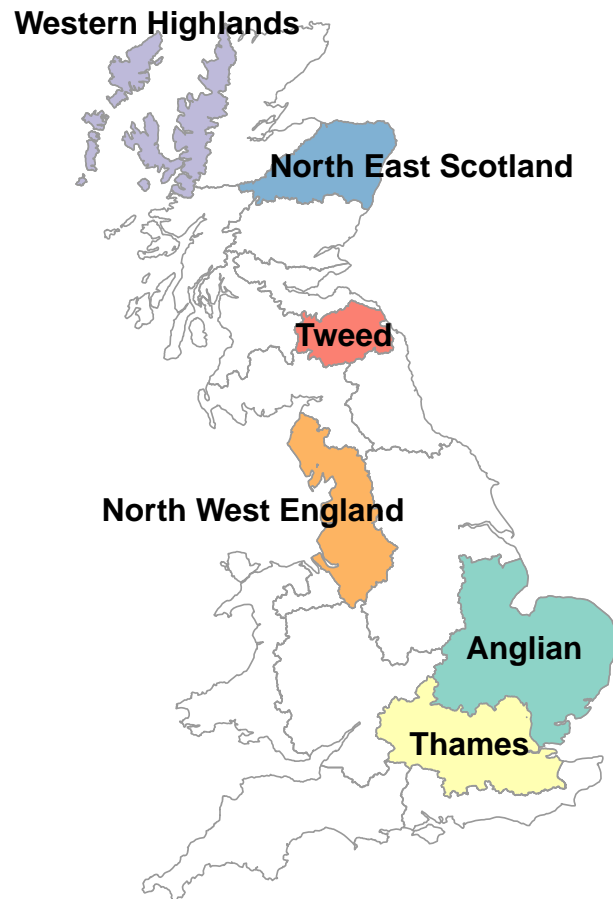 Western Highlands
North East Scotland
Tweed
North West England
Anglian
Thames